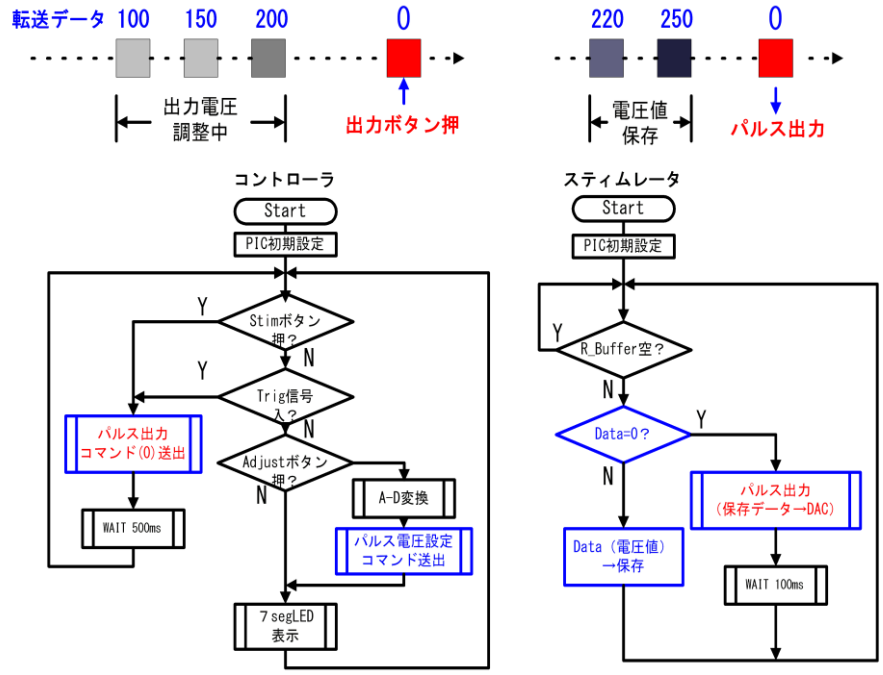 転送データ 100 150 200 0 220 250 0
出力電圧
調整中
出力ボタン押
電圧値
保存
パルス出力
コントローラ
Start
PIC初期設定
Stimボタン
押?
Y
N
Trig信号
入?
Y
N
パルス出力
コマンド(0)送出
WAIT 500ms
Adjustボタン
押?
N
A-D変換
パルス電圧設定
コマンド送出
7segLED
表示
スティムレータ
Start
PIC初期設定
R_Buffer空?
Y
N
Data=0?
Y
N
パルス出力
(保存データ→DAC)
Data(電圧値)
→保存
WAIT 100ms